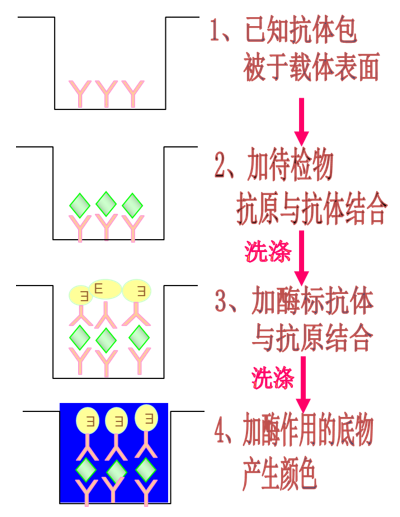 1、已知抗体包
被于载体表面
2、加待检物
抗原与抗体结合
洗涤
E
E
E
3、加酶标抗体
与抗原结合
洗涤
E
E
E
4、加酶作用的底物
产生颜色